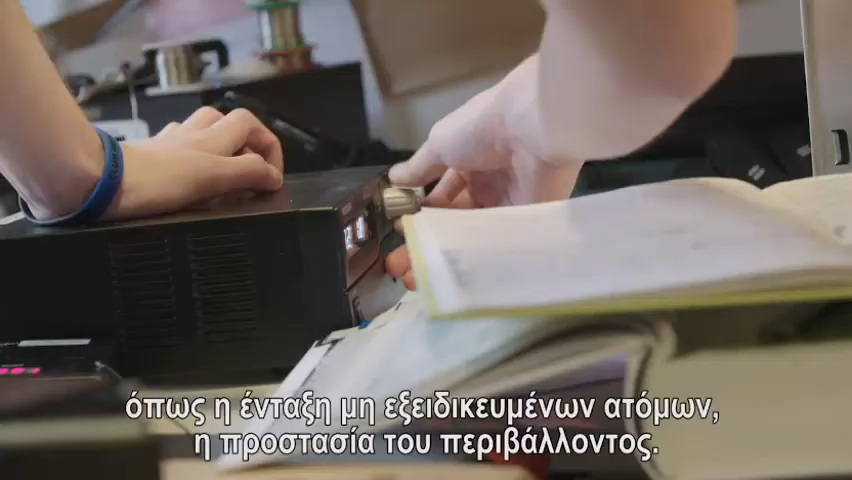 όπως η ένταξη μη εξειδικευμένων ατόμων,
η προστασία του περιβάλλοντος.